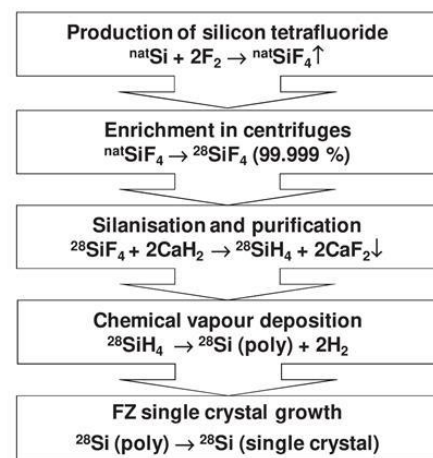 Production of silicon tetrafluoride
ⁿᵃᵗSi + 2F₂ → ⁿᵃᵗSiF₄↑
Enrichment in centrifuges
ⁿᵃᵗSiF₄ → ²⁸SiF₄ (99.999 %)
Silanisation and purification
²⁸SiF₄ + 2CaH₂ → ²⁸SiH₄ + 2CaF₂↓
Chemical vapour deposition
²⁸SiH₄ → ²⁸Si (poly) + 2H₂
FZ single crystal growth
²⁸Si (poly) → ²⁸Si (single crystal)